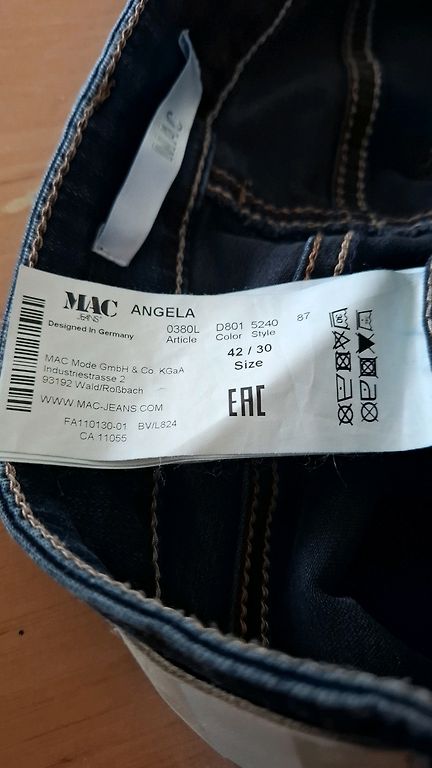 MAC
MAC ANGELA
JEANS
Designed In Germany
0380L D801 5240 87
Article Color Style
42 / 30
Size
MAC Mode GmbH & Co. KGaA
Industriestrasse 2
93192 Wald/Roßbach
WWW.MAC-JEANS.COM
EAC
FA110130-01 BV/L824
CA 11055